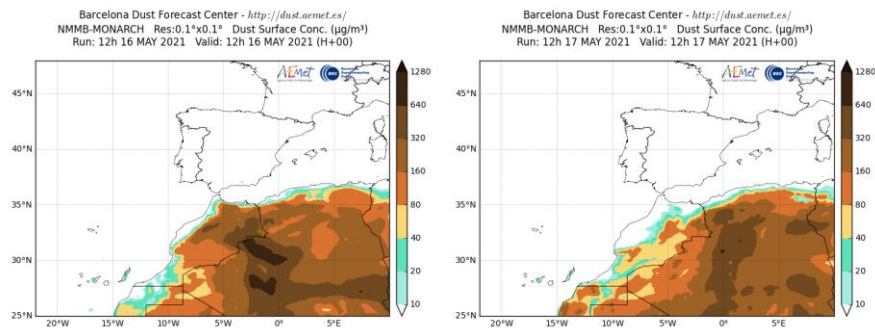 Barcelona Dust Forecast Center - http://dust.aemet.es/
NMMB-MONARCH Res:0.1°x0.1° Dust Surface Conc. (µg/m³)
Run: 12h 16 MAY 2021 Valid: 12h 16 MAY 2021 (H+00)
AEMet
BSC
45°N
40°N
35°N
30°N
25°N
20°W
15°W
10°W
5°W
0°
5°E
1280
640
320
160
80
40
20
10
Barcelona Dust Forecast Center - http://dust.aemet.es/
NMMB-MONARCH Res:0.1°x0.1° Dust Surface Conc. (µg/m³)
Run: 12h 17 MAY 2021 Valid: 12h 17 MAY 2021 (H+00)
AEMet
BSC
45°N
40°N
35°N
30°N
25°N
20°W
15°W
10°W
5°W
0°
5°E
1280
640
320
160
80
40
20
10